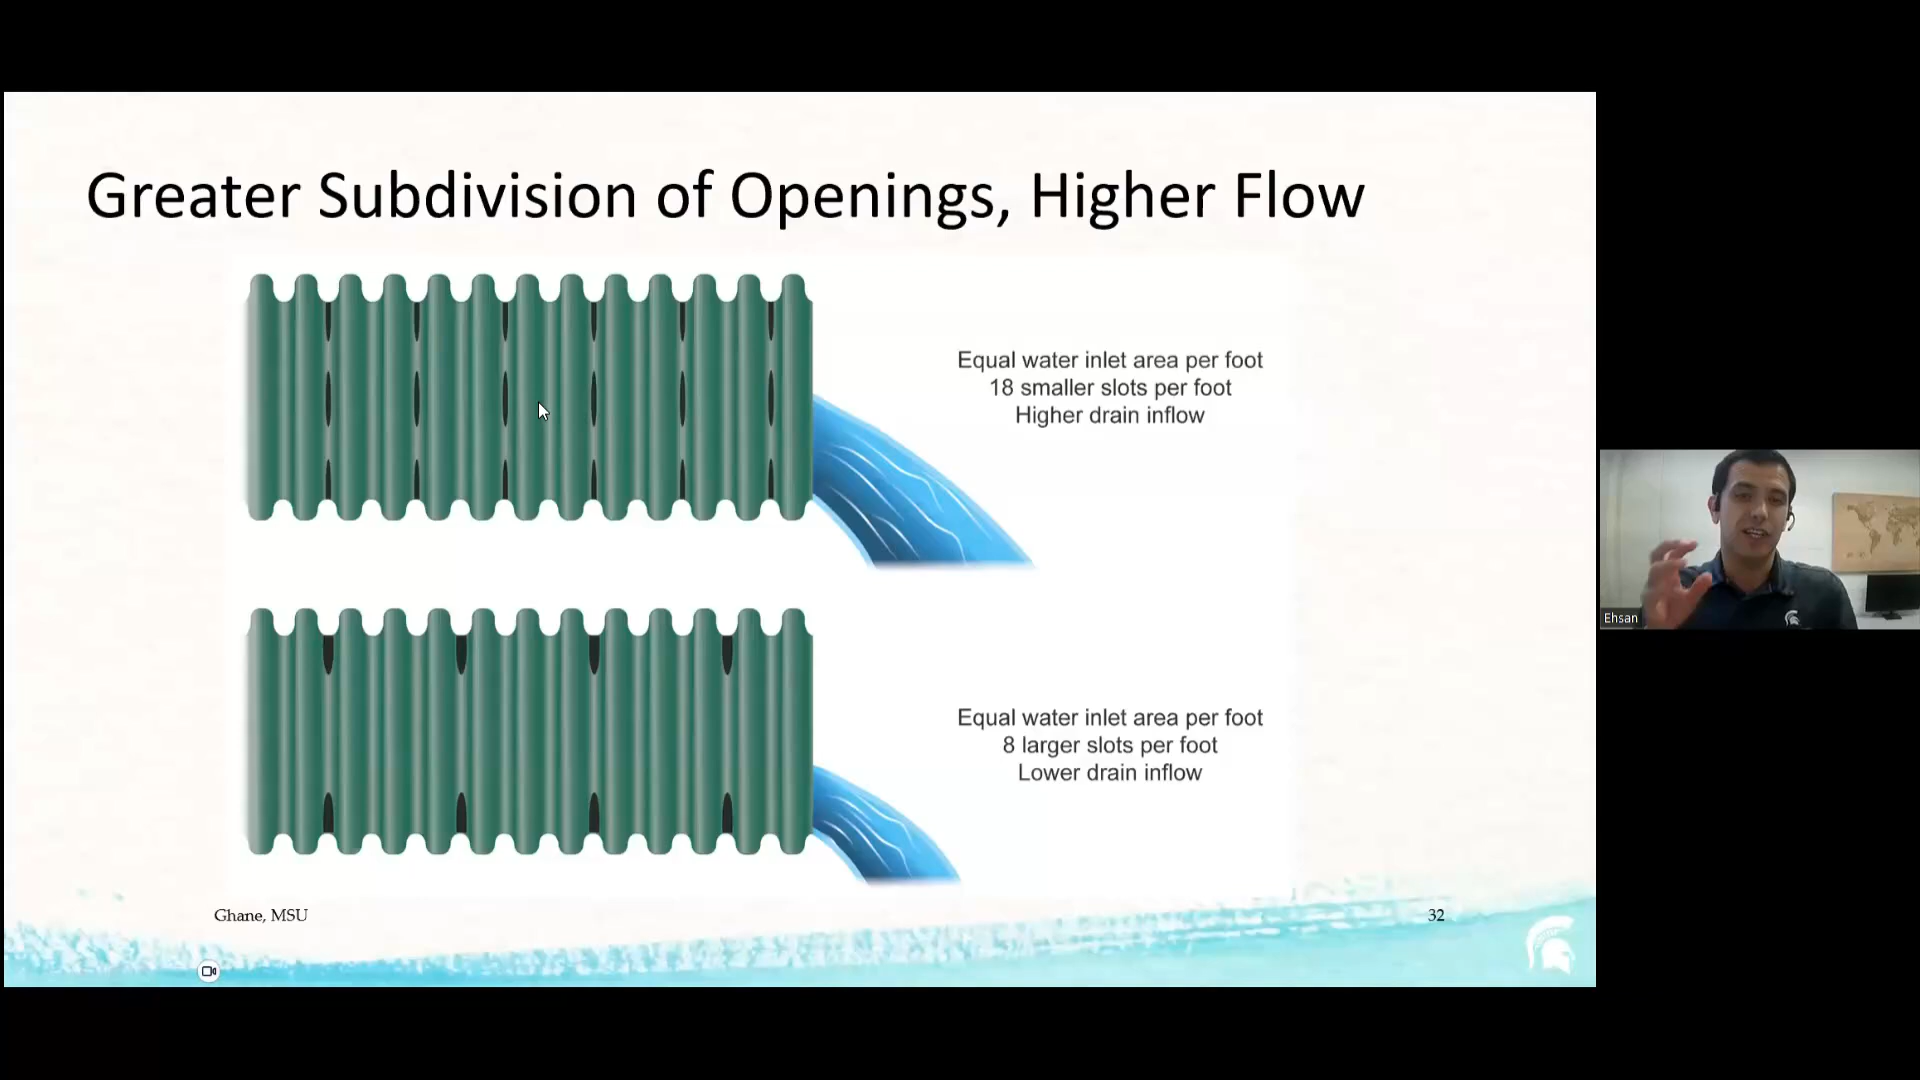 Greater Subdivision of Openings, Higher Flow
Equal water inlet area per foot
18 smaller slots per foot
Higher drain inflow
Equal water inlet area per foot
8 larger slots per foot
Lower drain inflow
Ghane, MSU
32
Ehsan